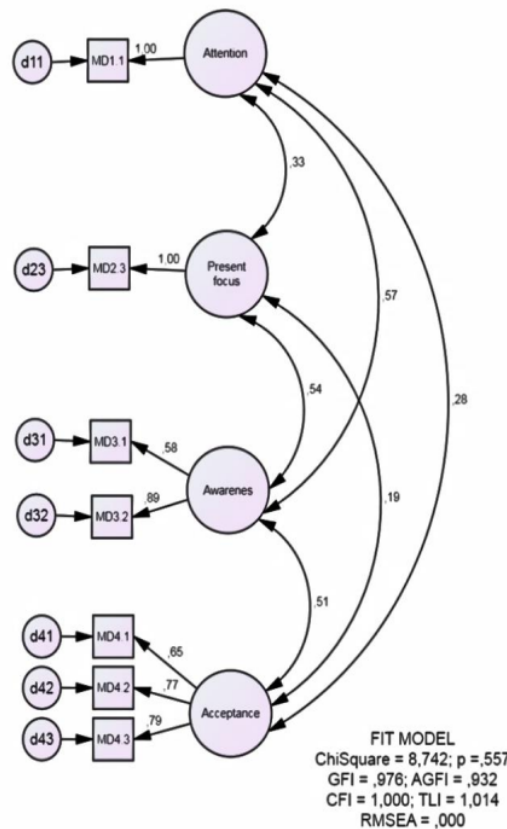 d11
MD1.1
1,00
Attention
,33
d23
MD2.3
1,00
Present
focus
,57
,54
,28
d31
MD3.1
,58
Awarenes
d32
MD3.2
,89
,19
,51
d41
MD4.1
,65
d42
MD4.2
,77
Acceptance
d43
MD4.3
,79
FIT MODEL
ChiSquare = 8,742; p =,557
GFI = ,976; AGFI = ,932
CFI = 1,000; TLI = 1,014
RMSEA = ,000